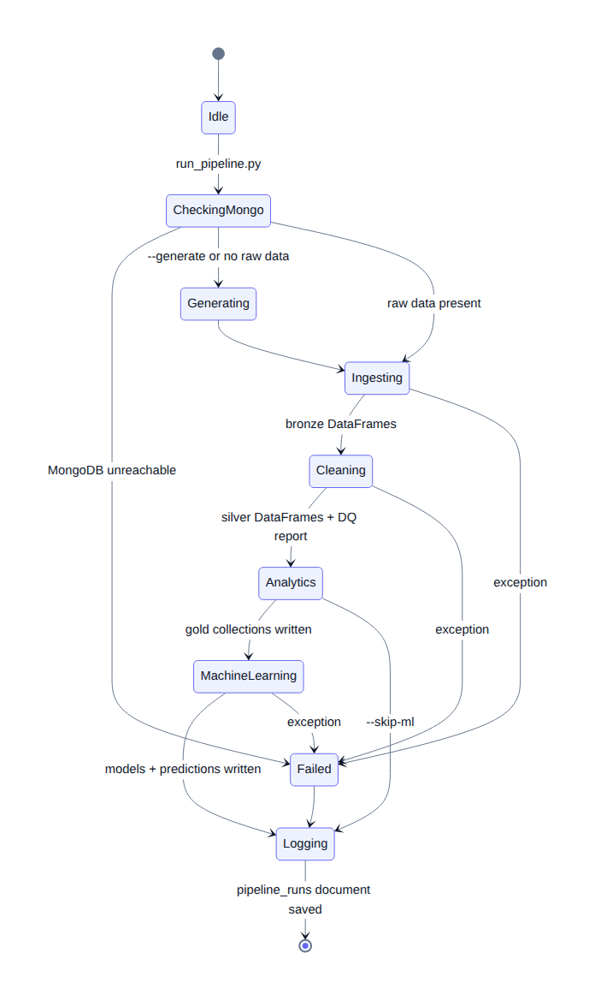 Idle
run_pipeline.py
CheckingMongo
--generate or no raw data
Generating
raw data present
Ingesting
bronze DataFrames
Cleaning
MongoDB unreachable
silver DataFrames + DQ
report
Analytics
exception
gold collections written
exception
MachineLearning
exception
--skip-ml
models + predictions written
Failed
Logging
pipeline_runs document
saved